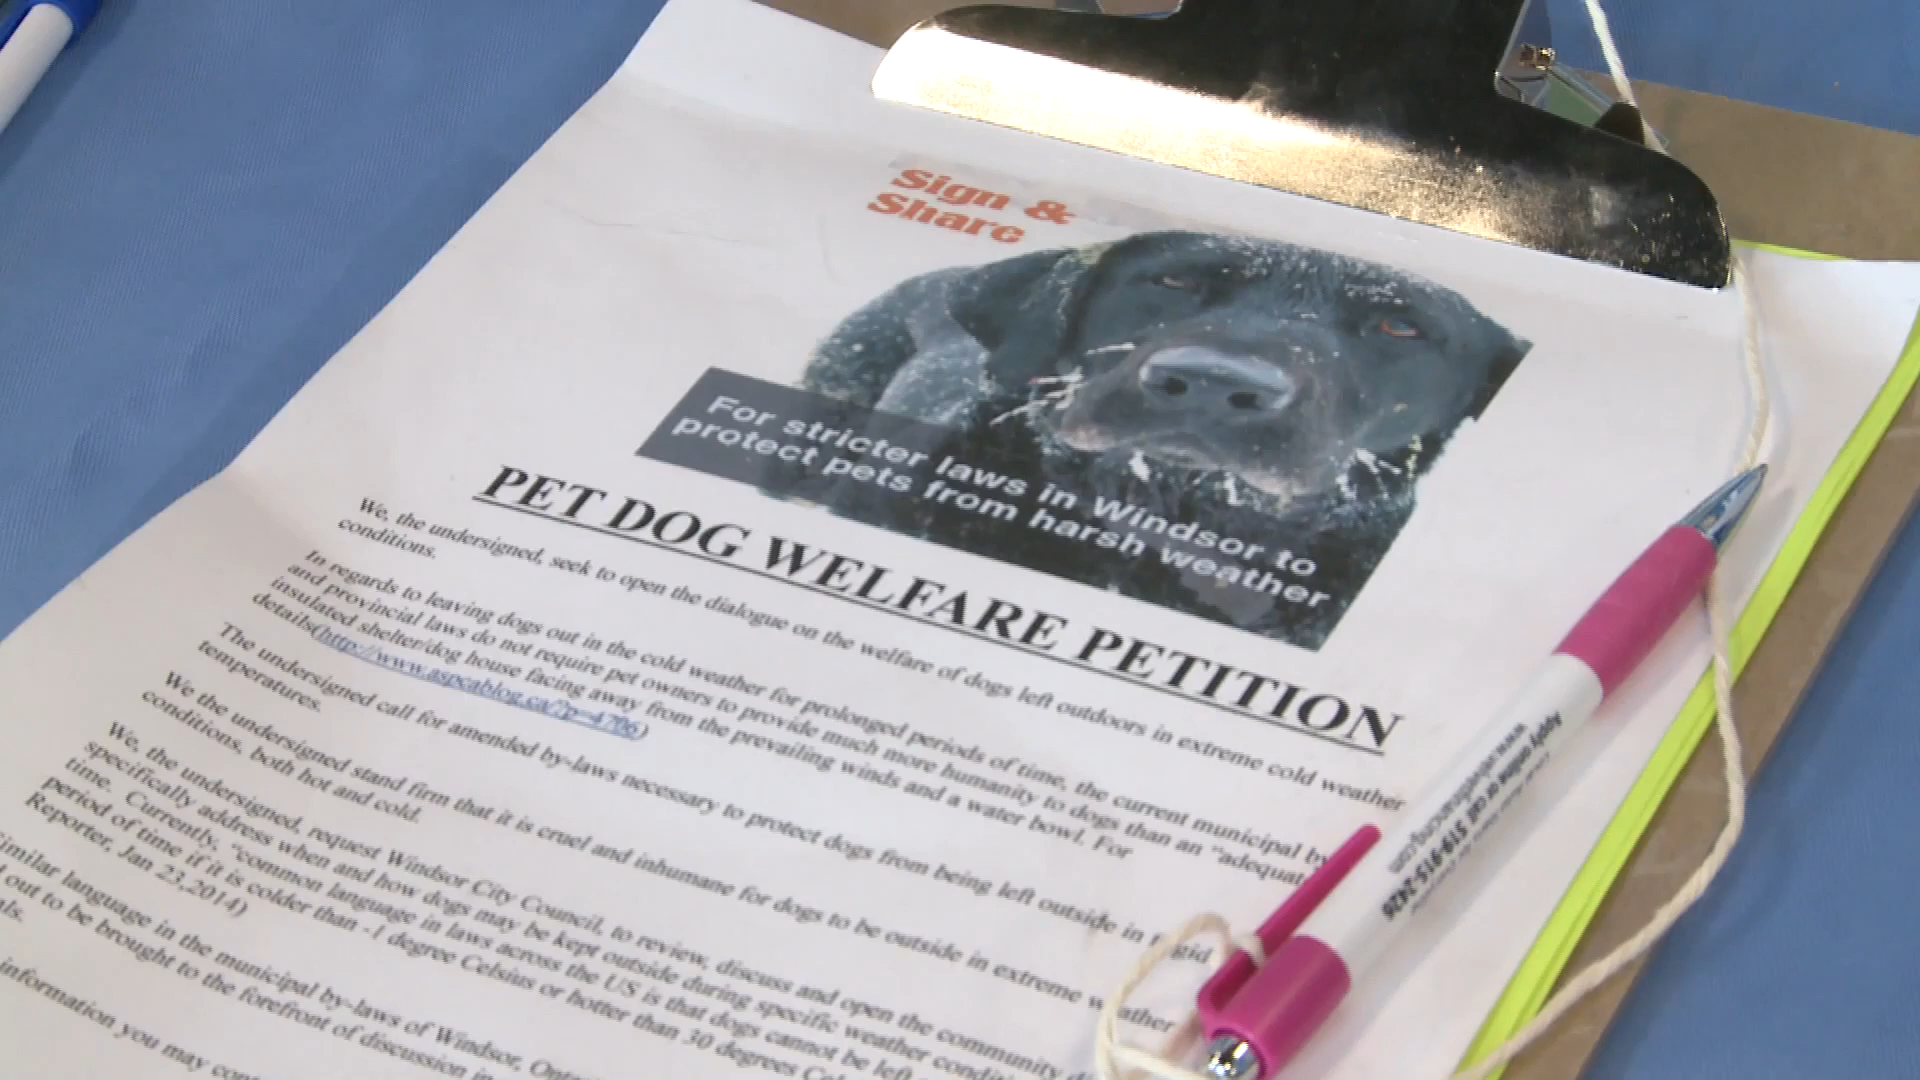 Sign &
Share
For stricter laws in Windsor to
protect pets from harsh weather
PET DOG WELFARE PETITION
We, the undersigned, seek to open the dialogue on the welfare of dogs left outdoors in extreme cold weather
conditions.
In regards to leaving dogs out in the cold weather for prolonged periods of time, the current municipal by
and provincial laws do not require pet owners to provide much more humanity to dogs than an "adequat
insulated shelter/dog house facing away from the prevailing winds and a water bowl. For
details(http://www.aspcablog.ca/?p=4706)
The undersigned call for amended by-laws necessary to protect dogs from being left outside in frigid
temperatures.
We the undersigned stand firm that it is cruel and inhumane for dogs to be outside in extreme weather
conditions, both hot and cold.
We, the undersigned, request Windsor City Council, to review, discuss and open the community
specifically address when and how dogs may be kept outside during specific weather conditi
time. Currently, "common language in laws across the US is that dogs cannot be left
period of time if it is colder than -1 degree Celsius or hotter than 30 degrees Cel
Reporter, Jan 23,2014)
Similar language in the municipal by-laws of Windsor, Ontar
out to be brought to the forefront of discussion in
als.
information you may con
Apply online or call 519-915-2426